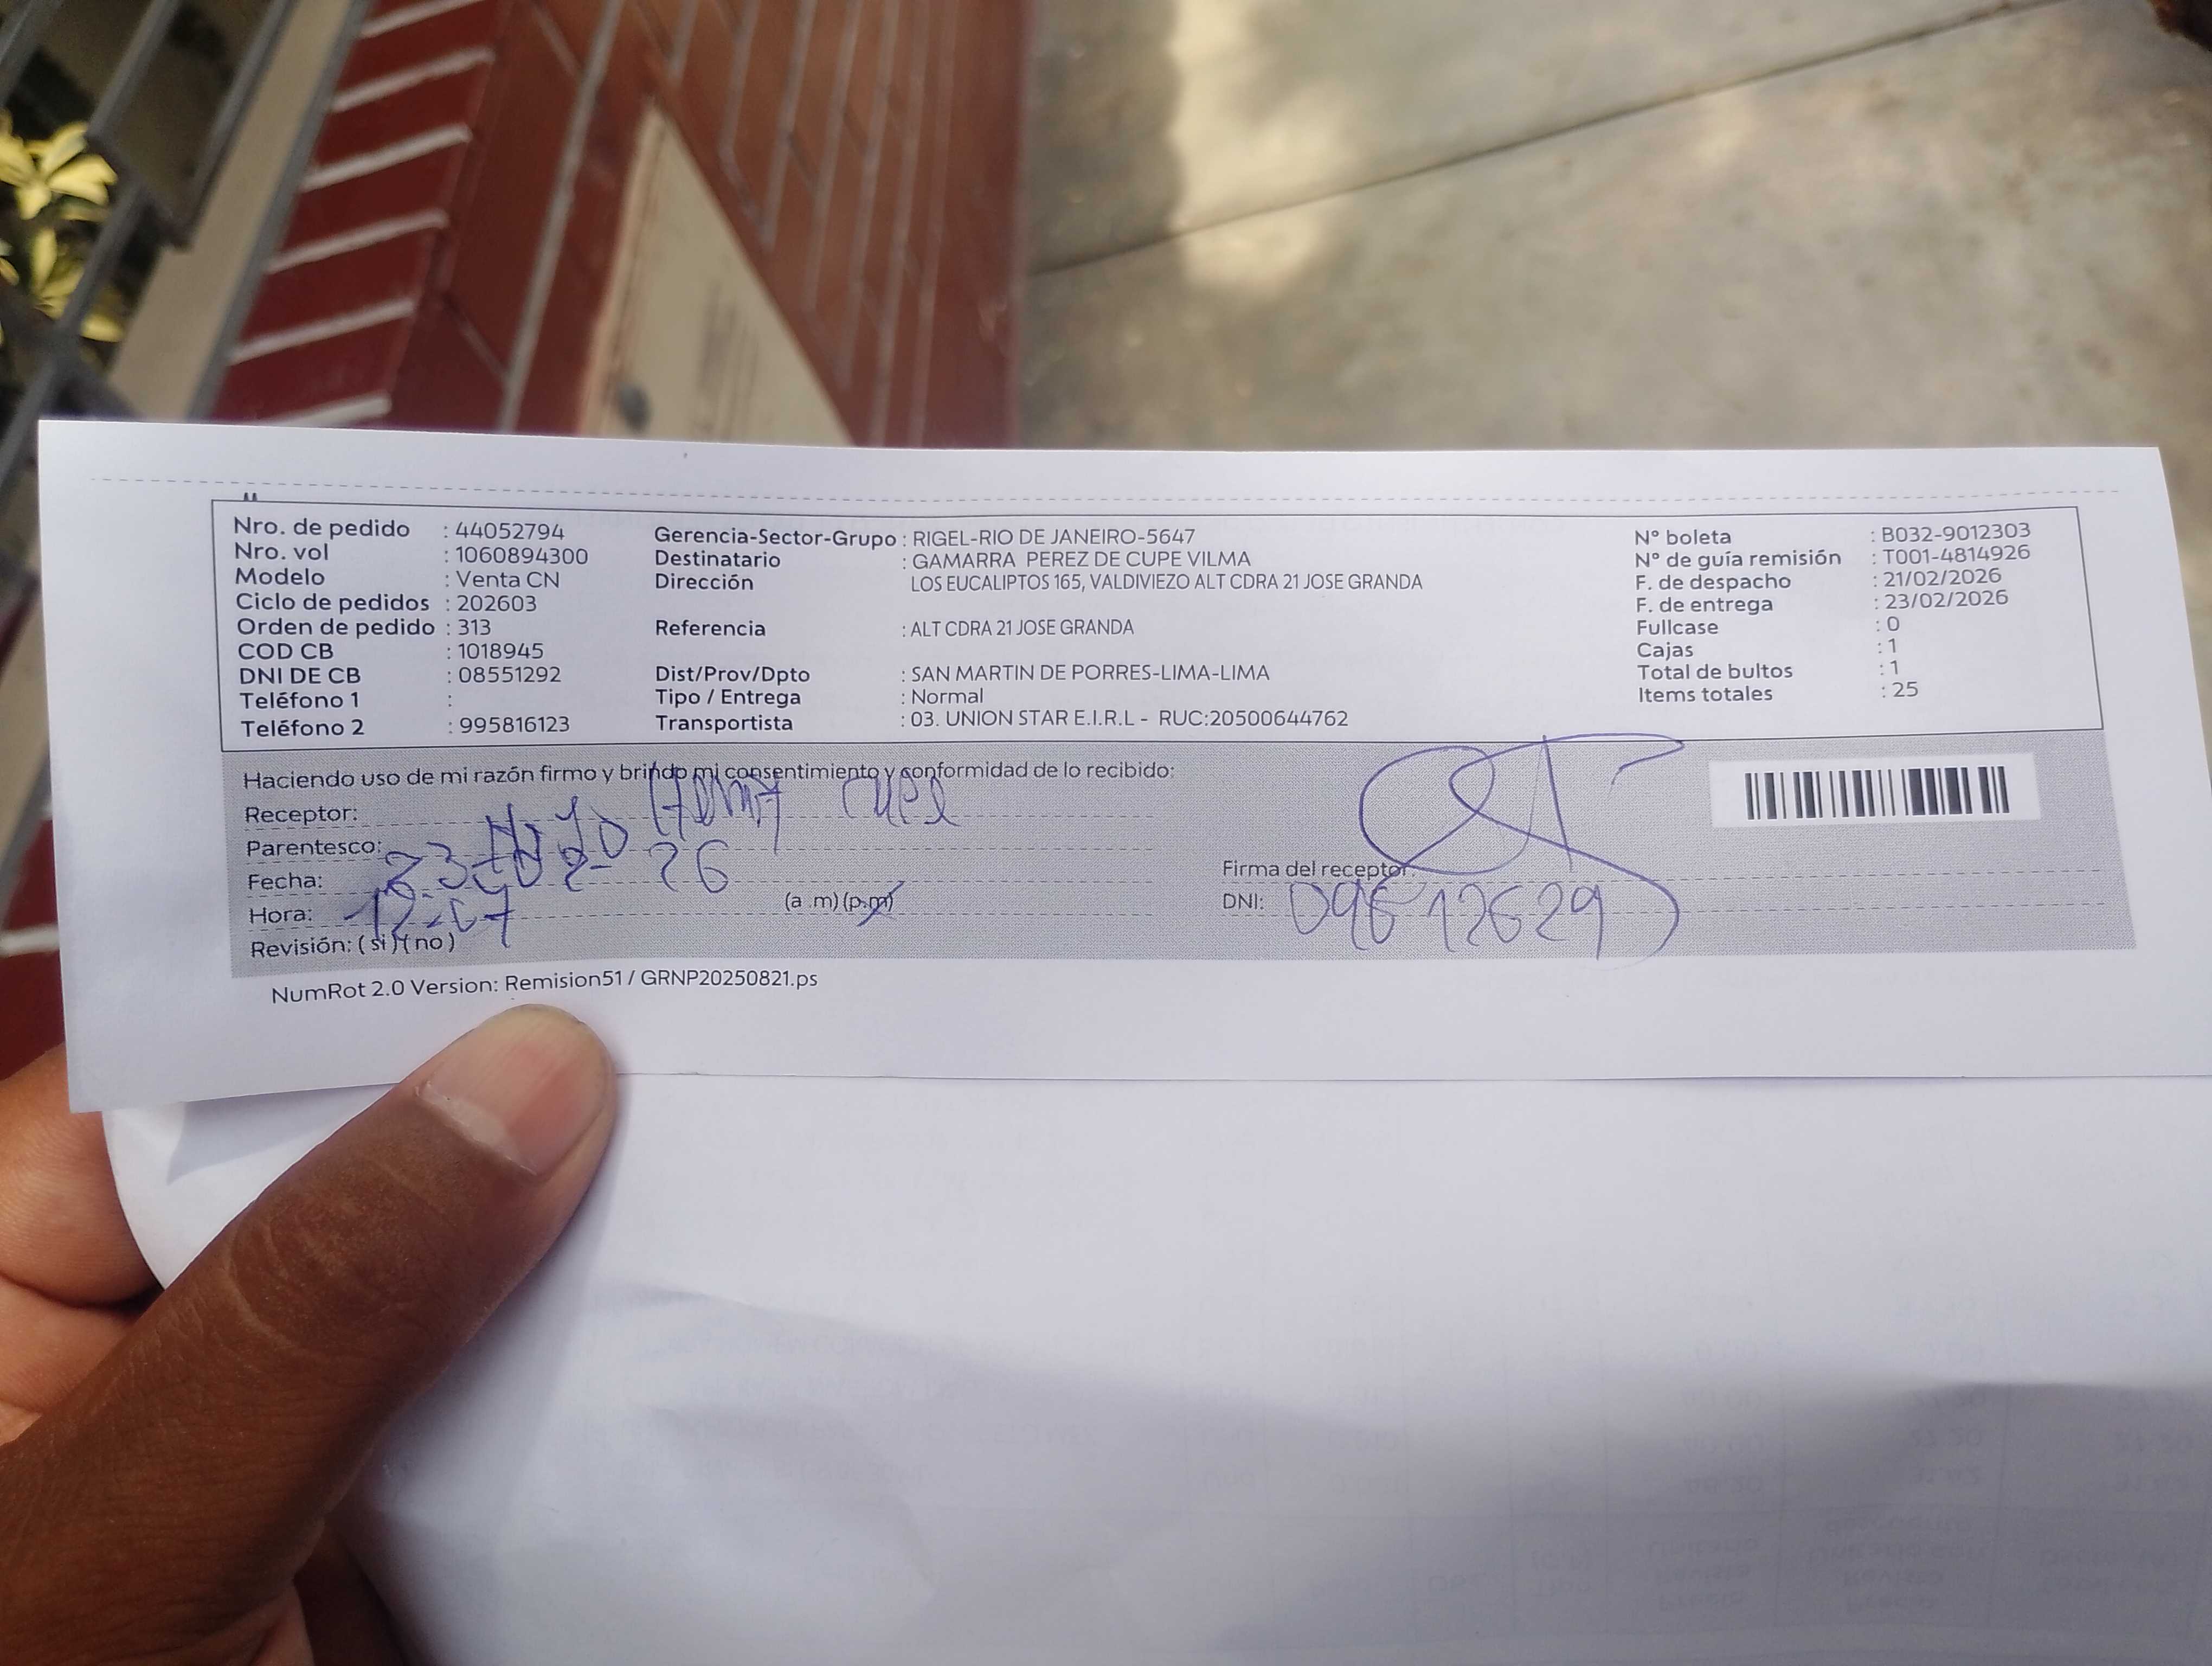 Nro. de pedido : 44052794
Nro. vol : 1060894300
Modelo : Venta CN
Ciclo de pedidos : 202603
Orden de pedido : 313
COD CB : 1018945
DNI DE CB : 08551292
Teléfono 1 :
Teléfono 2 : 995816123
Gerencia-Sector-Grupo : RIGEL-RIO DE JANEIRO-5647
Destinatario : GAMARRA PEREZ DE CUPE VILMA
Dirección LOS EUCALIPTOS 165, VALDIVIEZO ALT CDRA 21 JOSE GRANDA
Referencia : ALT CDRA 21 JOSE GRANDA
Dist/Prov/Dpto : SAN MARTIN DE PORRES-LIMA-LIMA
Tipo / Entrega : Normal
Transportista : 03. UNION STAR E.I.R.L - RUC:20500644762
N° boleta : B032-9012303
N° de guía remisión : T001-4814926
F. de despacho : 21/02/2026
F. de entrega : 23/02/2026
Fullcase : 0
Cajas : 1
Total de bultos : 1
Items totales : 25
Haciendo uso de mi razón firmo y brindo mi consentimiento y conformidad de lo recibido:
Receptor: CUPE
Parentesco:
Fecha: 23-02-26
Hora: 12:07 (a .m) (p.m)
Revisión: ( si ) ( no )
Firma del receptor:
DNI: 09612629
NumRot 2.0 Version: Remision51 / GRNP20250821.ps